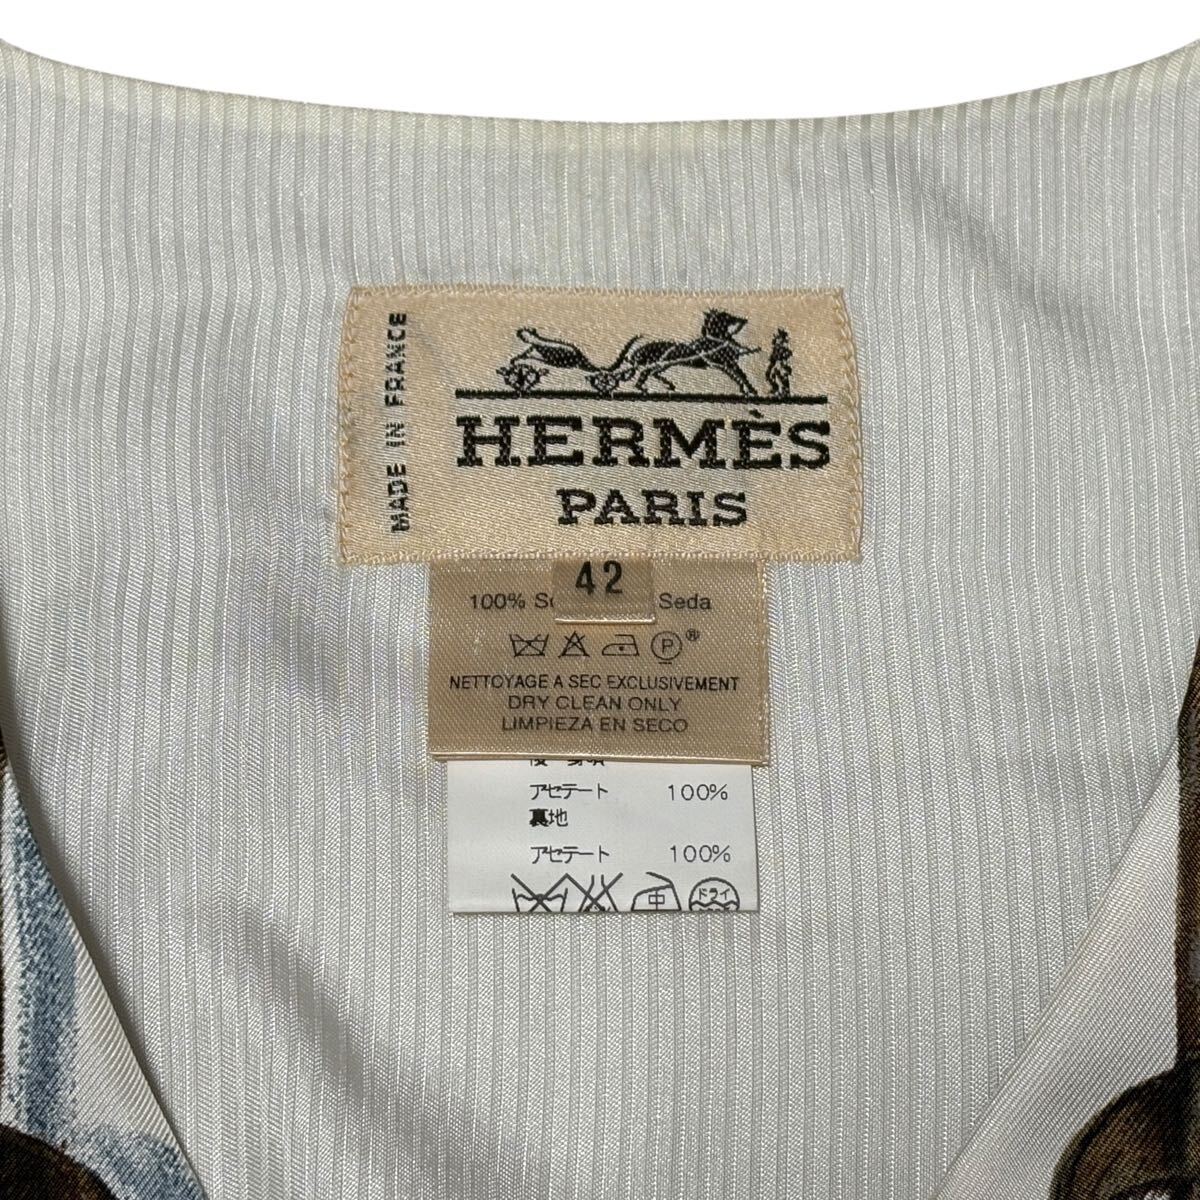 MADE IN FRANCE
HERMÈS
PARIS
42
100% Seda
NETTOYAGE A SEC EXCLUSIVEMENT
DRY CLEAN ONLY
LIMPIEZA EN SECO
アセテート 100%
裏地
アセテート 100%
中 ドライ
P®